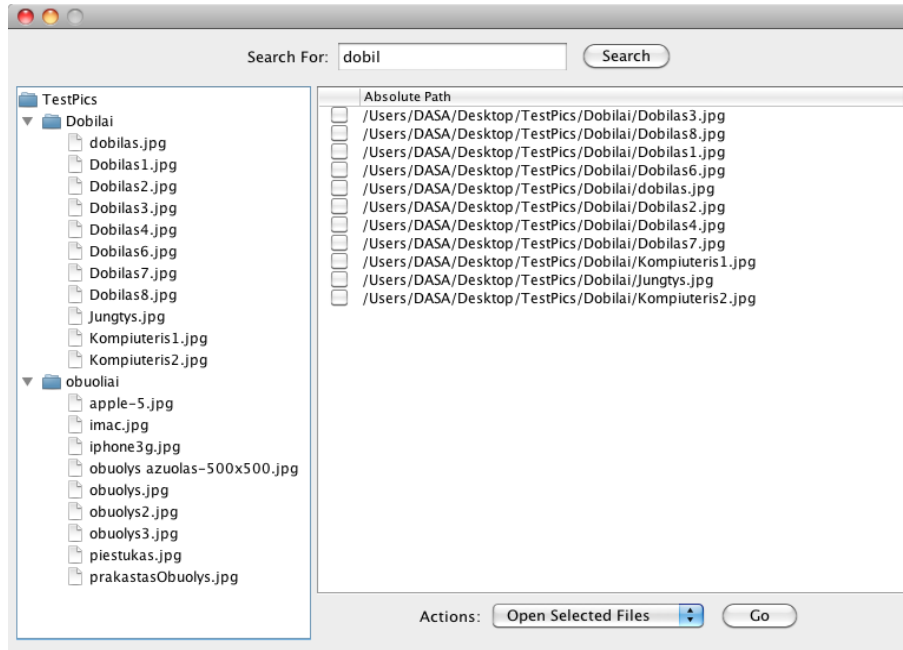 Search For: dobil Search
TestPics
Dobilai
dobilas.jpg
Dobilas1.jpg
Dobilas2.jpg
Dobilas3.jpg
Dobilas4.jpg
Dobilas6.jpg
Dobilas7.jpg
Dobilas8.jpg
Jungtys.jpg
Kompiuteris1.jpg
Kompiuteris2.jpg
obuoliai
apple-5.jpg
imac.jpg
iphone3g.jpg
obuolys azuolas-500x500.jpg
obuolys.jpg
obuolys2.jpg
obuolys3.jpg
piestukas.jpg
prakastasObuolys.jpg
Absolute Path
/Users/DASA/Desktop/TestPics/Dobilai/Dobilas3.jpg
/Users/DASA/Desktop/TestPics/Dobilai/Dobilas8.jpg
/Users/DASA/Desktop/TestPics/Dobilai/Dobilas1.jpg
/Users/DASA/Desktop/TestPics/Dobilai/Dobilas6.jpg
/Users/DASA/Desktop/TestPics/Dobilai/dobilas.jpg
/Users/DASA/Desktop/TestPics/Dobilai/Dobilas2.jpg
/Users/DASA/Desktop/TestPics/Dobilai/Dobilas4.jpg
/Users/DASA/Desktop/TestPics/Dobilai/Dobilas7.jpg
/Users/DASA/Desktop/TestPics/Dobilai/Kompiuteris1.jpg
/Users/DASA/Desktop/TestPics/Dobilai/Jungtys.jpg
/Users/DASA/Desktop/TestPics/Dobilai/Kompiuteris2.jpg
Actions: Open Selected Files Go